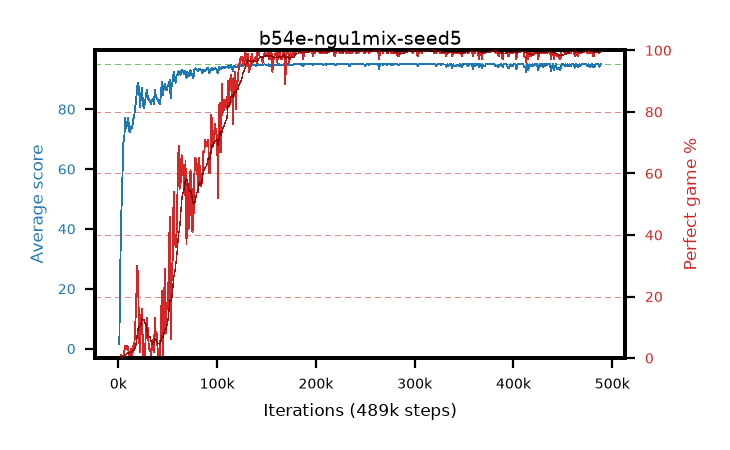 b54e-ngu1mix-seed5
100
80
80
60
60
40
40
20
20
0
0
Average score
Perfect game %
0k
100k
200k
300k
400k
500k
Iterations (489k steps)